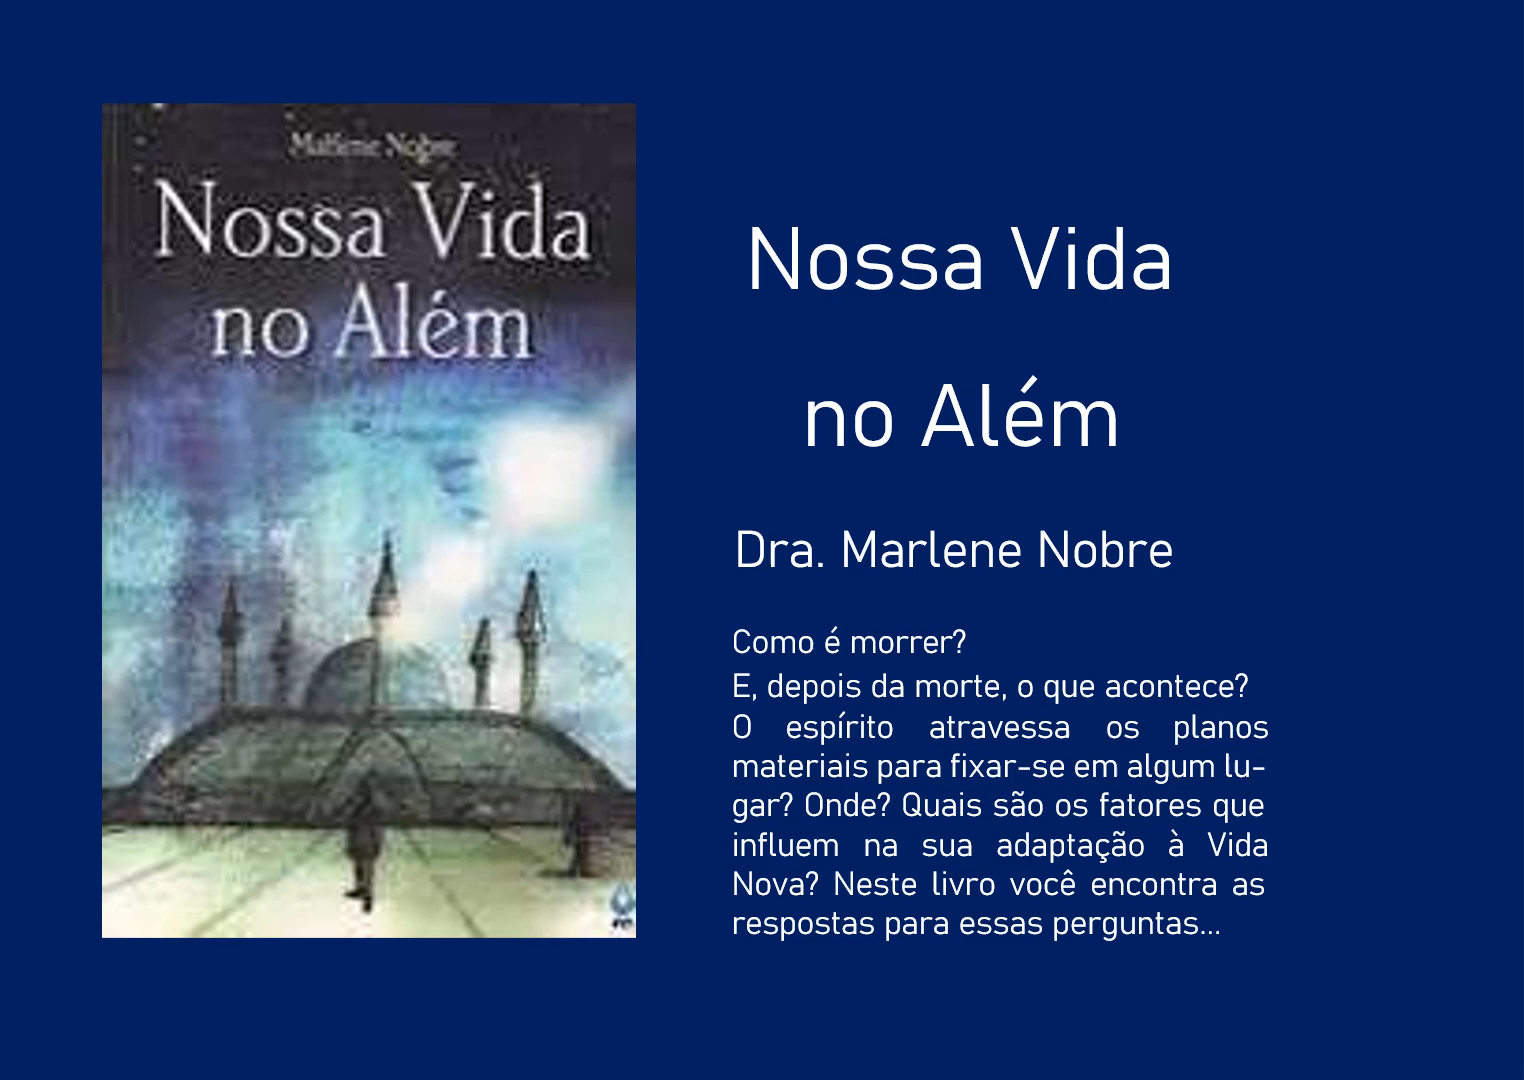 Marlene Nobre
Nossa Vida
no Além
Nossa Vida
no Além
Dra. Marlene Nobre
Como é morrer?
E, depois da morte, o que acontece?
O espírito atravessa os planos
materiais para fixar-se em algum lu-
gar? Onde? Quais são os fatores que
influem na sua adaptação à Vida
Nova? Neste livro você encontra as
respostas para essas perguntas...